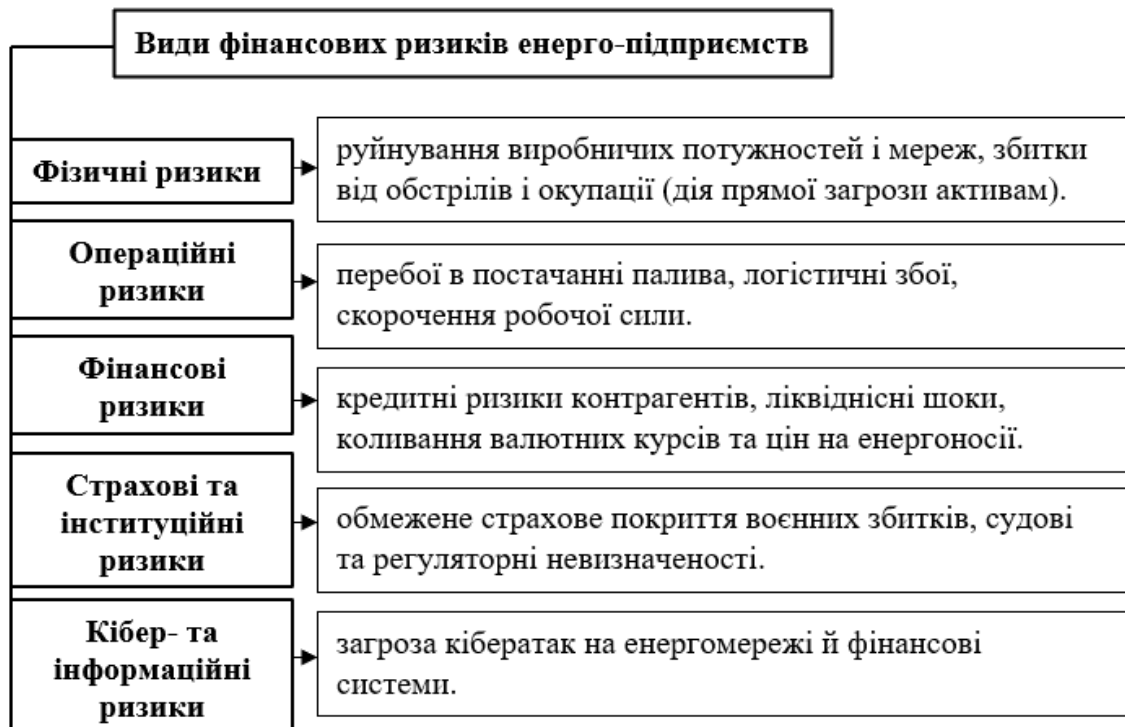 Види фінансових ризиків енерго-підприємств
Фізичні ризики
руйнування виробничих потужностей і мереж, збитки
від обстрілів і окупації (дія прямої загрози активам).
Операційні
ризики
перебої в постачанні палива, логістичні збої,
скорочення робочої сили.
Фінансові
ризики
кредитні ризики контрагентів, ліквідніснi шоки,
коливання валютних курсів та цін на енергоносії.
Страхові та
інституційні
ризики
обмежене страхове покриття воєнних збитків, судові
та регуляторні невизначеності.
Кібер- та
інформаційні
ризики
загроза кібератак на енергомережі й фінансові
системи.